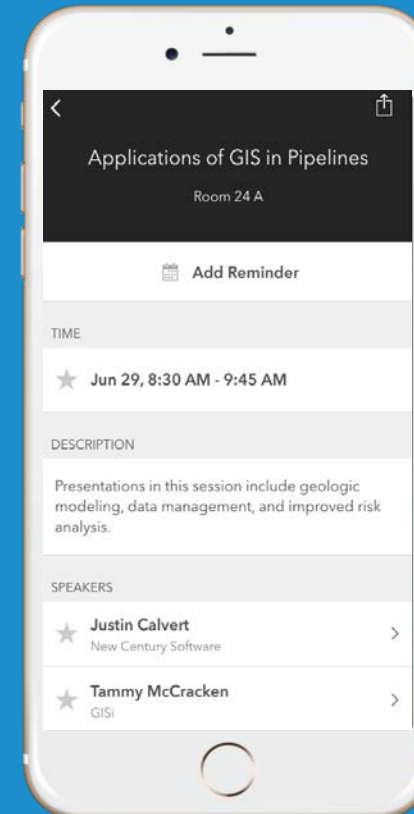 Applications of GIS in Pipelines
Room 24 A
Add Reminder
TIME
Jun 29, 8:30 AM - 9:45 AM
DESCRIPTION
Presentations in this session include geologic
modeling, data management, and improved risk
analysis.
SPEAKERS
Justin Calvert
New Century Software
Tammy McCracken
GISi